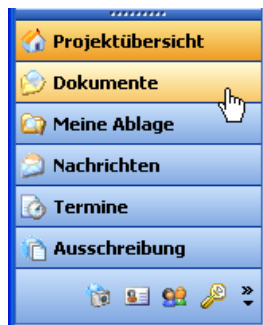 Projektübersicht
Dokumente
Meine Ablage
Nachrichten
Termine
Ausschreibung